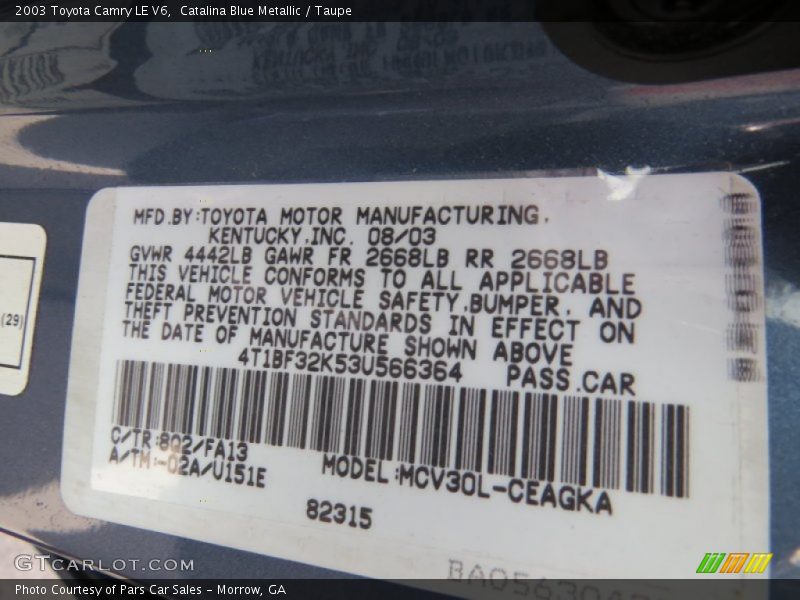 2003 Toyota Camry LE V6,  Catalina Blue Metallic / Taupe
MFD.BY:TOYOTA MOTOR MANUFACTURING,
KENTUCKY,INC. 08/03
GVWR 4442LB GAWR FR 2668LB RR 2668LB
THIS VEHICLE CONFORMS TO ALL APPLICABLE
FEDERAL MOTOR VEHICLE SAFETY,BUMPER, AND
THEFT PREVENTION STANDARDS IN EFFECT ON
THE DATE OF MANUFACTURE SHOWN ABOVE
4T1BF32K53U566364 PASS.CAR
(29)
C/TR:8Q2/FA13
A/TM:-02A/U151E
MODEL:MCV30L-CEAGKA
82315
GTCARLOT.COM
Photo Courtesy of Pars Car Sales - Morrow, GA